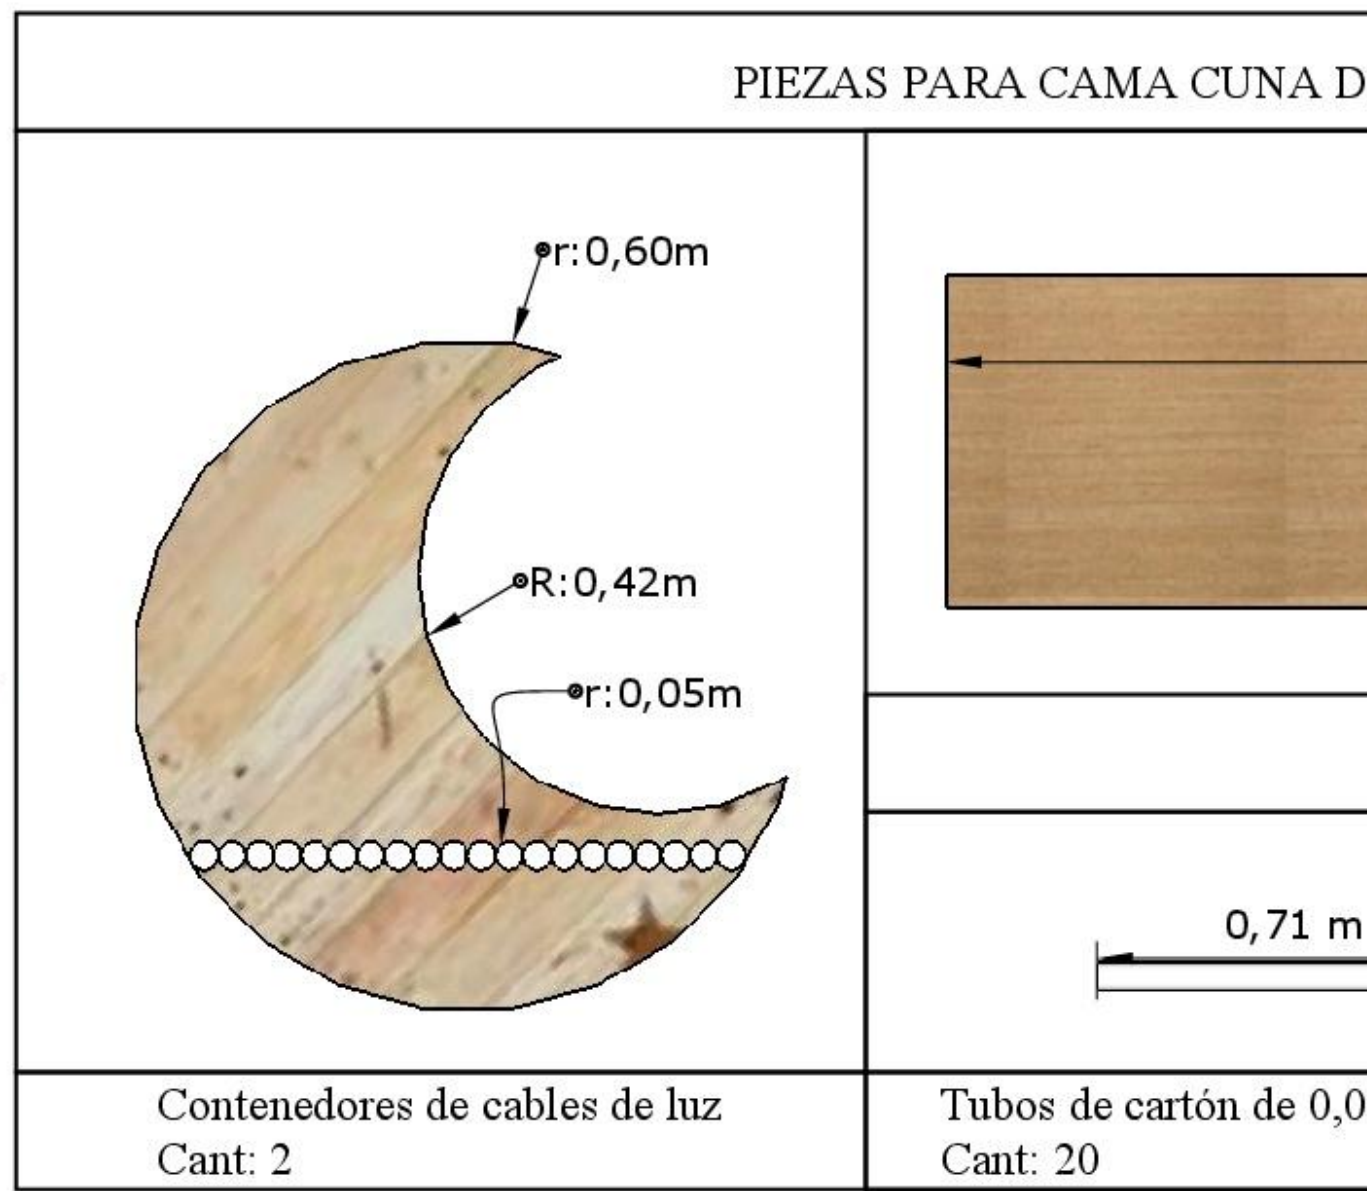 PIEZAS PARA CAMA CUNA D
r:0,60m
R:0,42m
r:0,05m
0,71 m
Contenedores de cables de luz
Cant: 2
Tubos de cartón de 0,0
Cant: 20